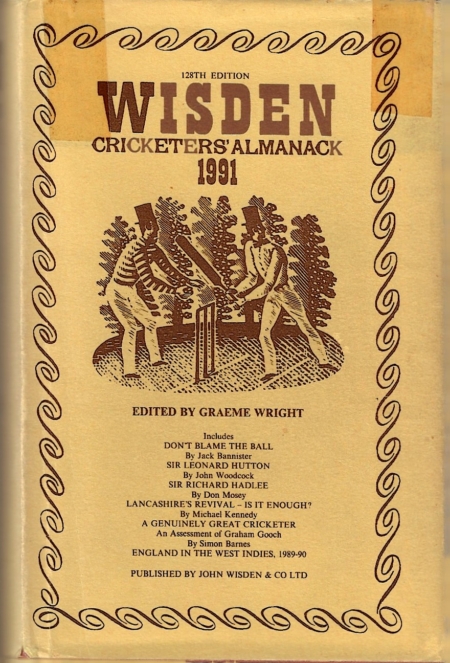 128TH EDITION
WISDEN
CRICKETERS' ALMANACK
1991
EDITED BY GRAEME WRIGHT
Includes
DON'T BLAME THE BALL
By Jack Bannister
SIR LEONARD HUTTON
By John Woodcock
SIR RICHARD HADLEE
By Don Mosey
LANCASHIRE'S REVIVAL – IS IT ENOUGH?
By Michael Kennedy
A GENUINELY GREAT CRICKETER
An Assessment of Graham Gooch
By Simon Barnes
ENGLAND IN THE WEST INDIES, 1989-90
PUBLISHED BY JOHN WISDEN & CO LTD